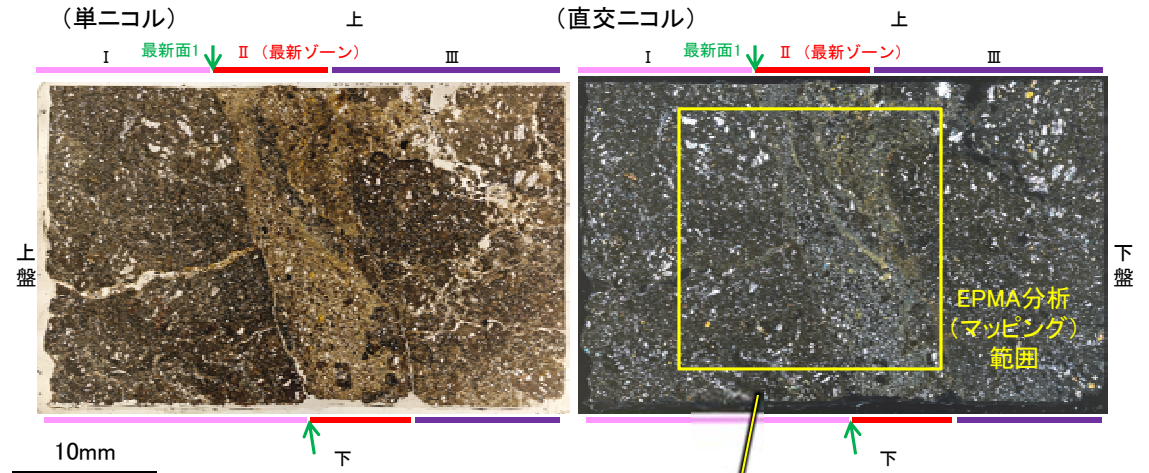 （単ニコル）
上
（直交ニコル）
上
Ⅰ
最新面1
Ⅱ（最新ゾーン）
Ⅲ
Ⅰ
最新面1
Ⅱ（最新ゾーン）
Ⅲ
上盤
下盤
EPMA分析
（マッピング）
範囲
下
下
10mm